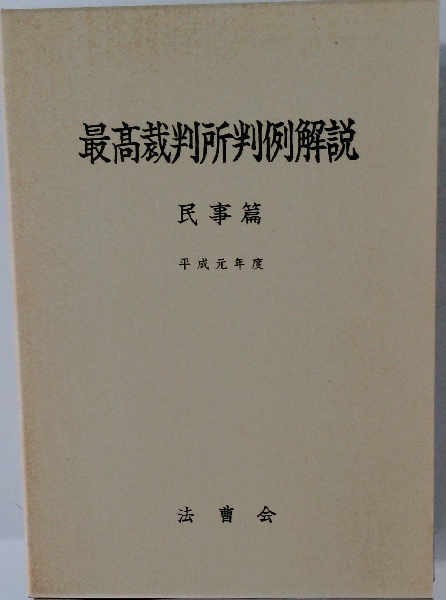 最高裁判所判例解説
民事篇
平成元年度
法曹会